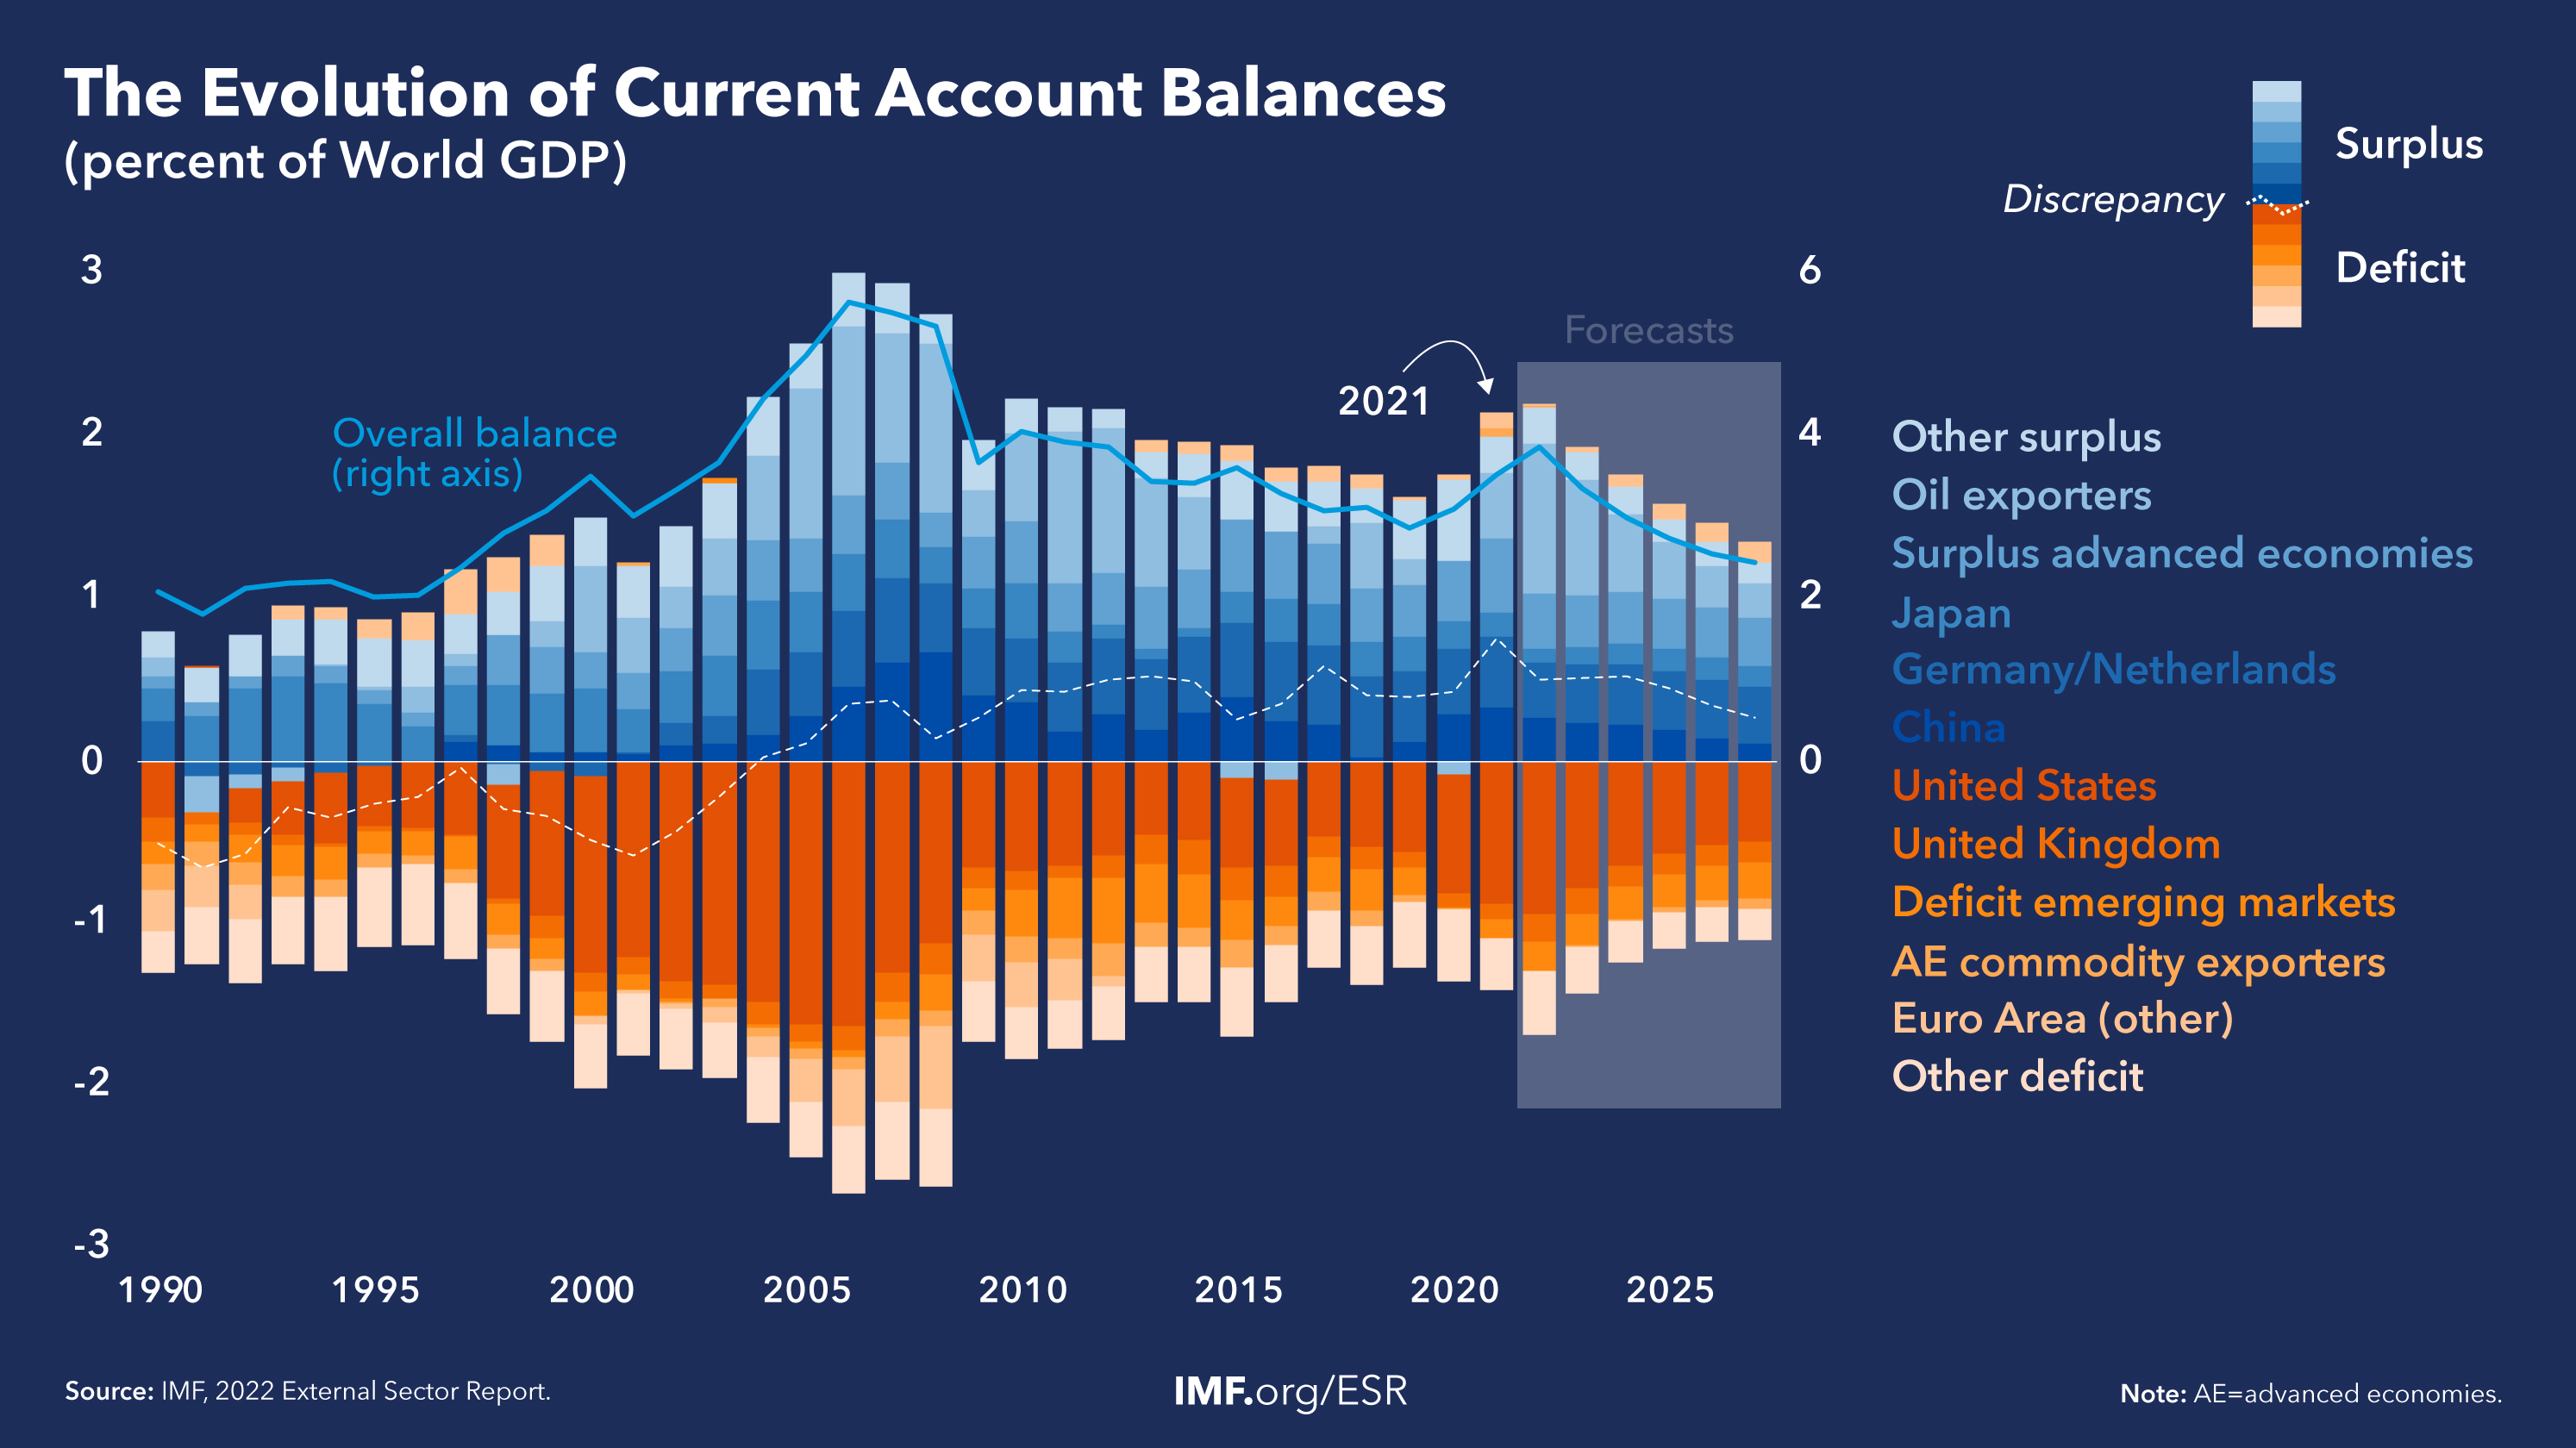 The Evolution of Current Account Balances
(percent of World GDP)
Surplus
Discrepancy
Deficit
3
2
1
0
-1
-2
-3
6
4
2
0
Overall balance
(right axis)
2021
Forecasts
1990
1995
2000
2005
2010
2015
2020
2025
Other surplus
Oil exporters
Surplus advanced economies
Japan
Germany/Netherlands
China
United States
United Kingdom
Deficit emerging markets
AE commodity exporters
Euro Area (other)
Other deficit
Source: IMF, 2022 External Sector Report.
IMF.org/ESR
Note: AE=advanced economies.